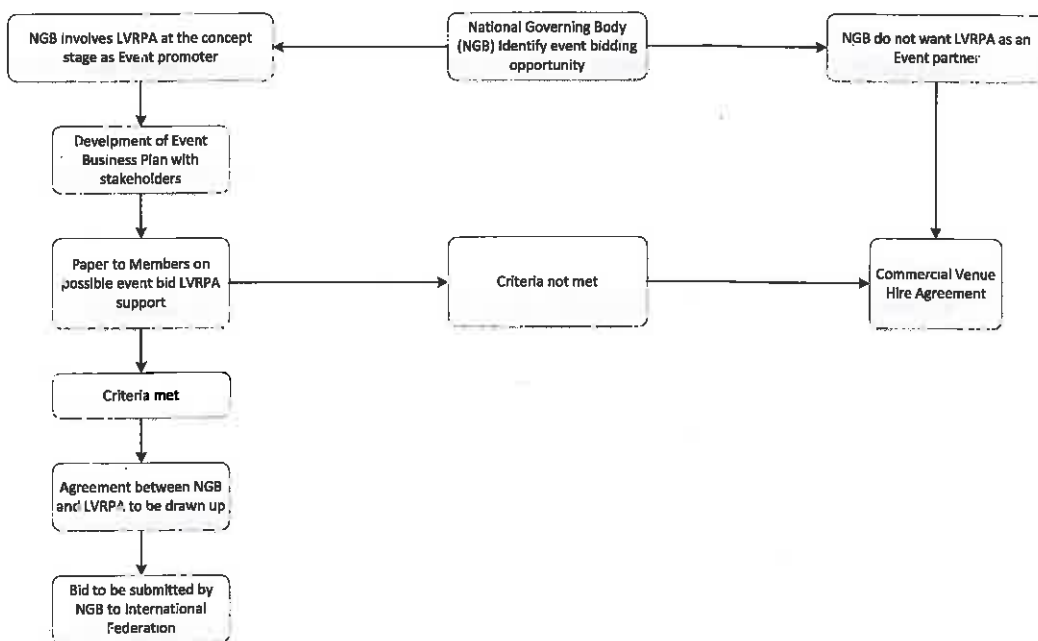 NGB involves LVRPA at the concept
stage as Event promoter
National Governing Body
(NGB) Identify event bidding
opportunity
NGB do not want LVRPA as an
Event partner
Develpment of Event
Business Plan with
stakeholders
Paper to Members on
possible event bid LVRPA
support
Criteria not met
Commercial Venue
Hire Agreement
Criteria met
Agreement between NGB
and LVRPA to be drawn up
Bid to be submitted by
NGB to International
Federation